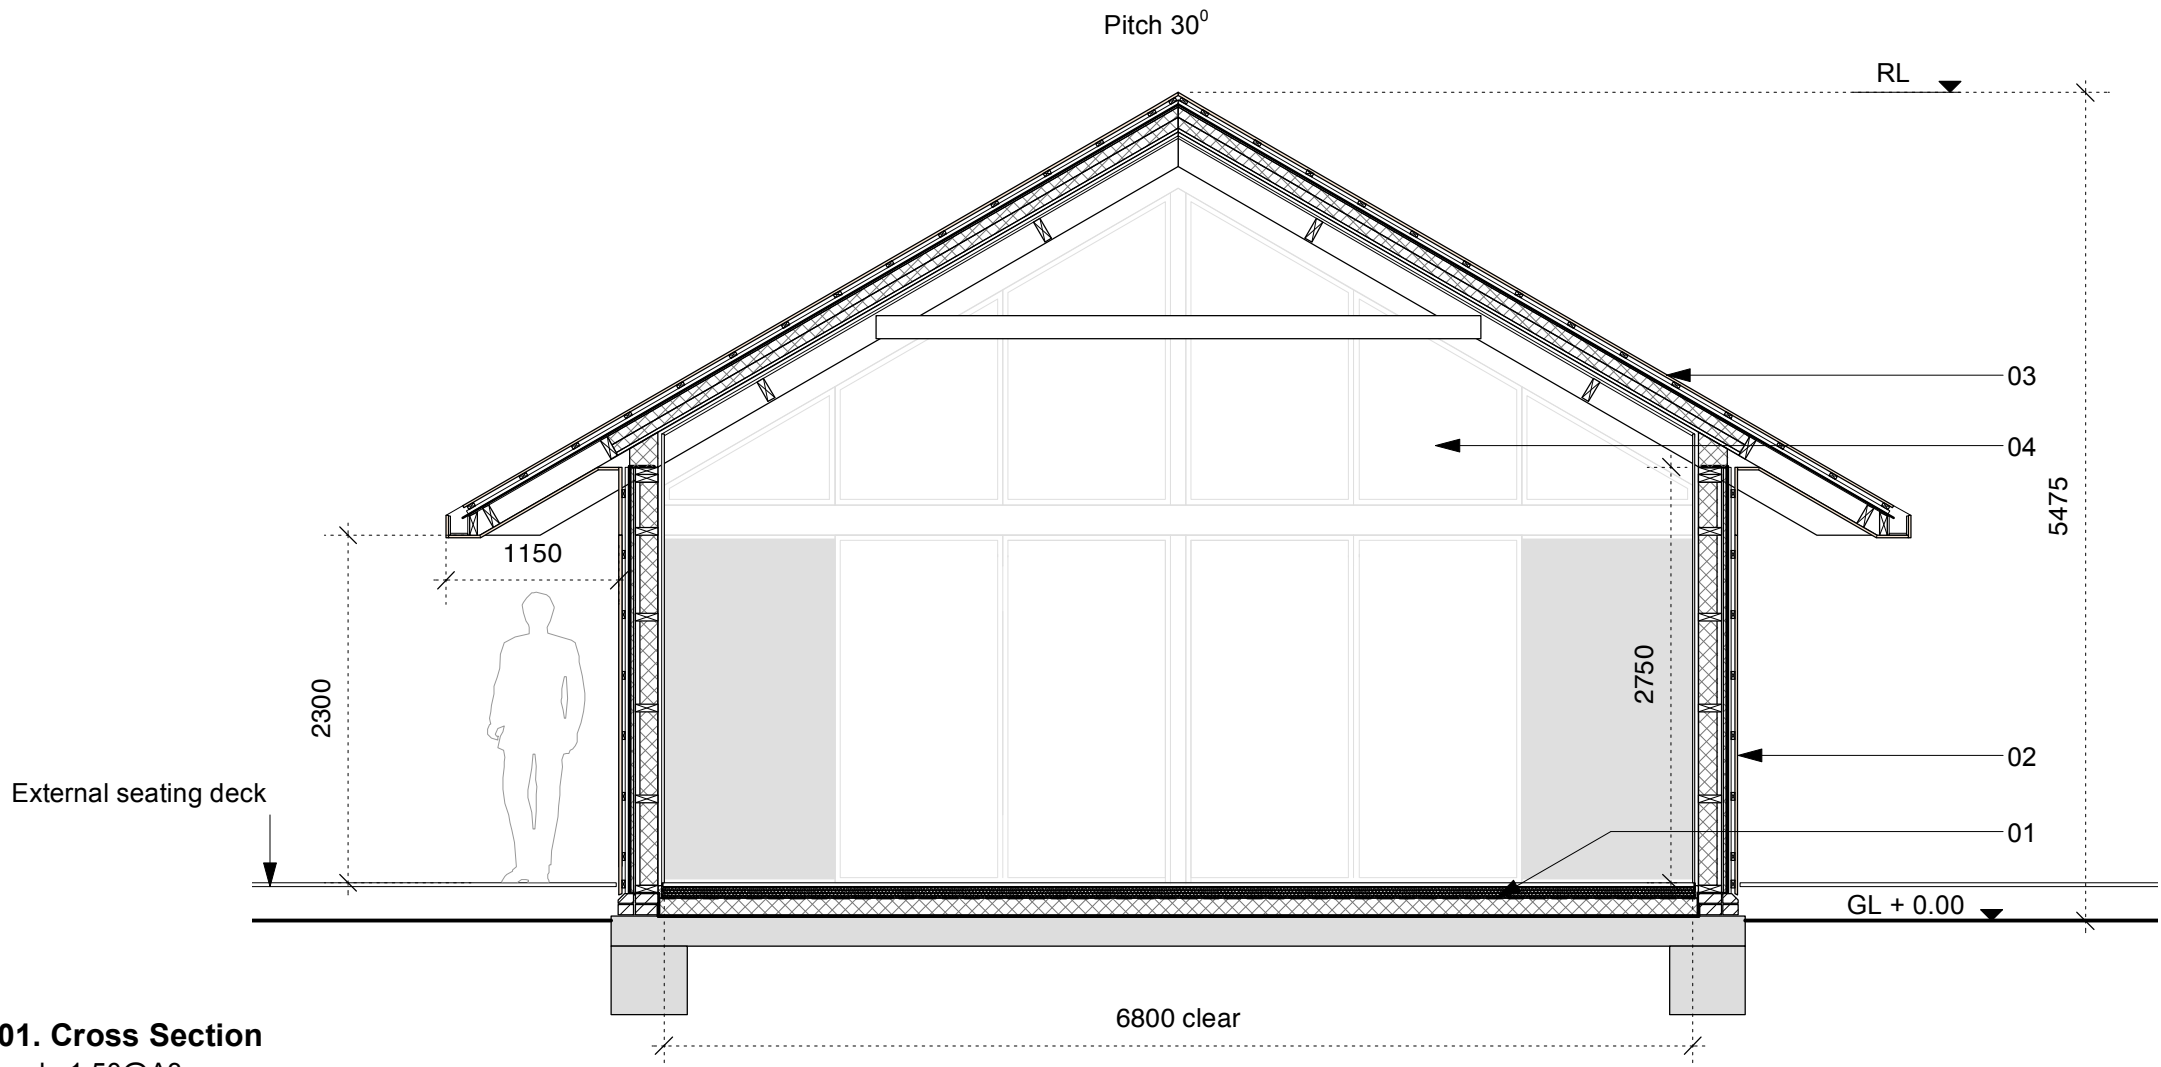 Pitch 30⁰
RL
03
04
5475
1150
2300
2750
02
External seating deck
01
GL + 0.00
6800 clear
01. Cross Section